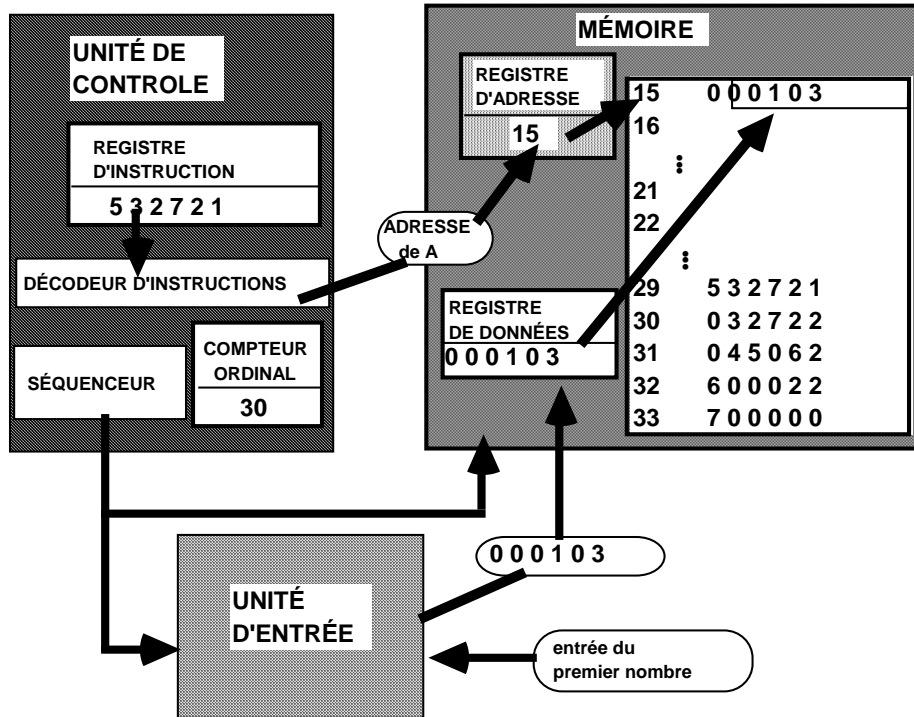 UNITÉ DE
CONTROLE
REGISTRE
D'INSTRUCTION
5 3 2 7 2 1
DÉCODEUR D'INSTRUCTIONS
SÉQUENCEUR
COMPTEUR
ORDINAL
30
ADRESSE
de A
MÉMOIRE
REGISTRE
D'ADRESSE
15
REGISTRE
DE DONNÉES
0 0 0 1 0 3
15 0 0 0 1 0 3
16
21
22
29 5 3 2 7 2 1
30 0 3 2 7 2 2
31 0 4 5 0 6 2
32 6 0 0 0 2 2
33 7 0 0 0 0 0
0 0 0 1 0 3
UNITÉ
D'ENTRÉE
entrée du
premier nombre